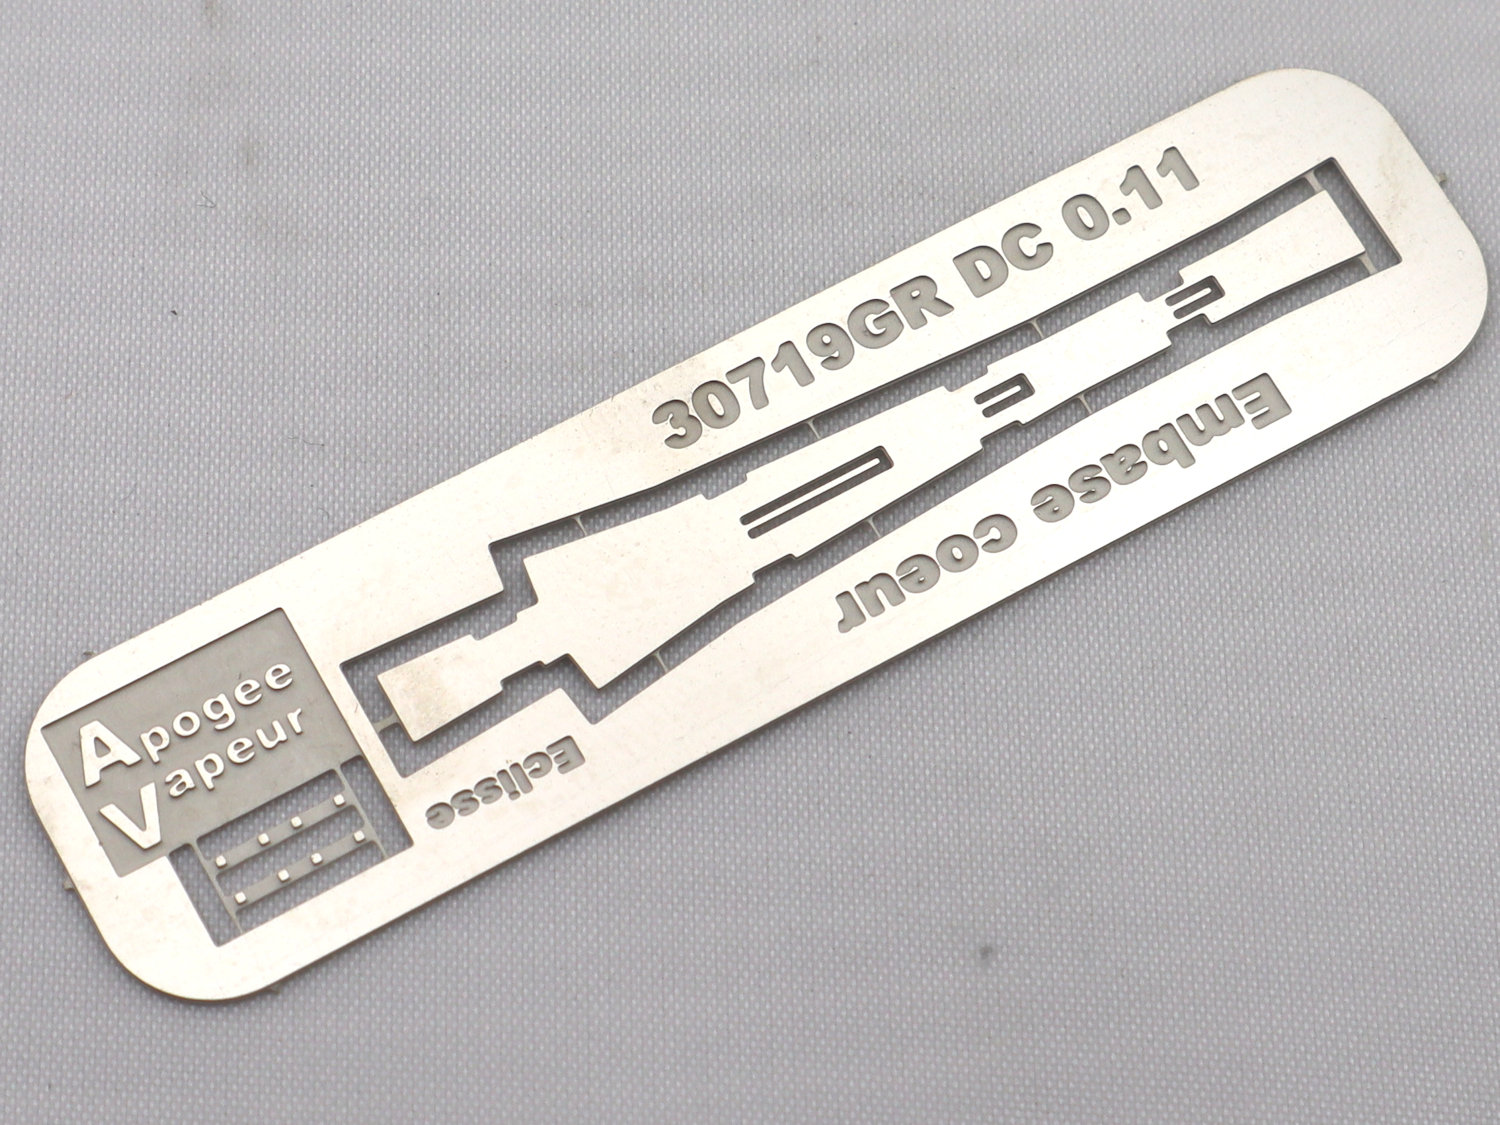 30719GR DC 0.11
Embase coeur
Apogee
Vapeur
Eclisse